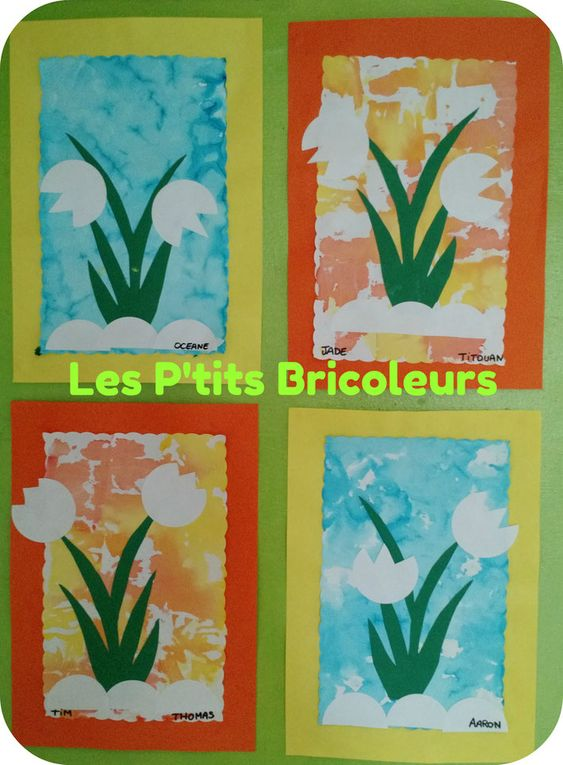 OCEANE
JADE
TITOUAN
Les P'tits Bricoleurs
TIM
THOMAS
AARON